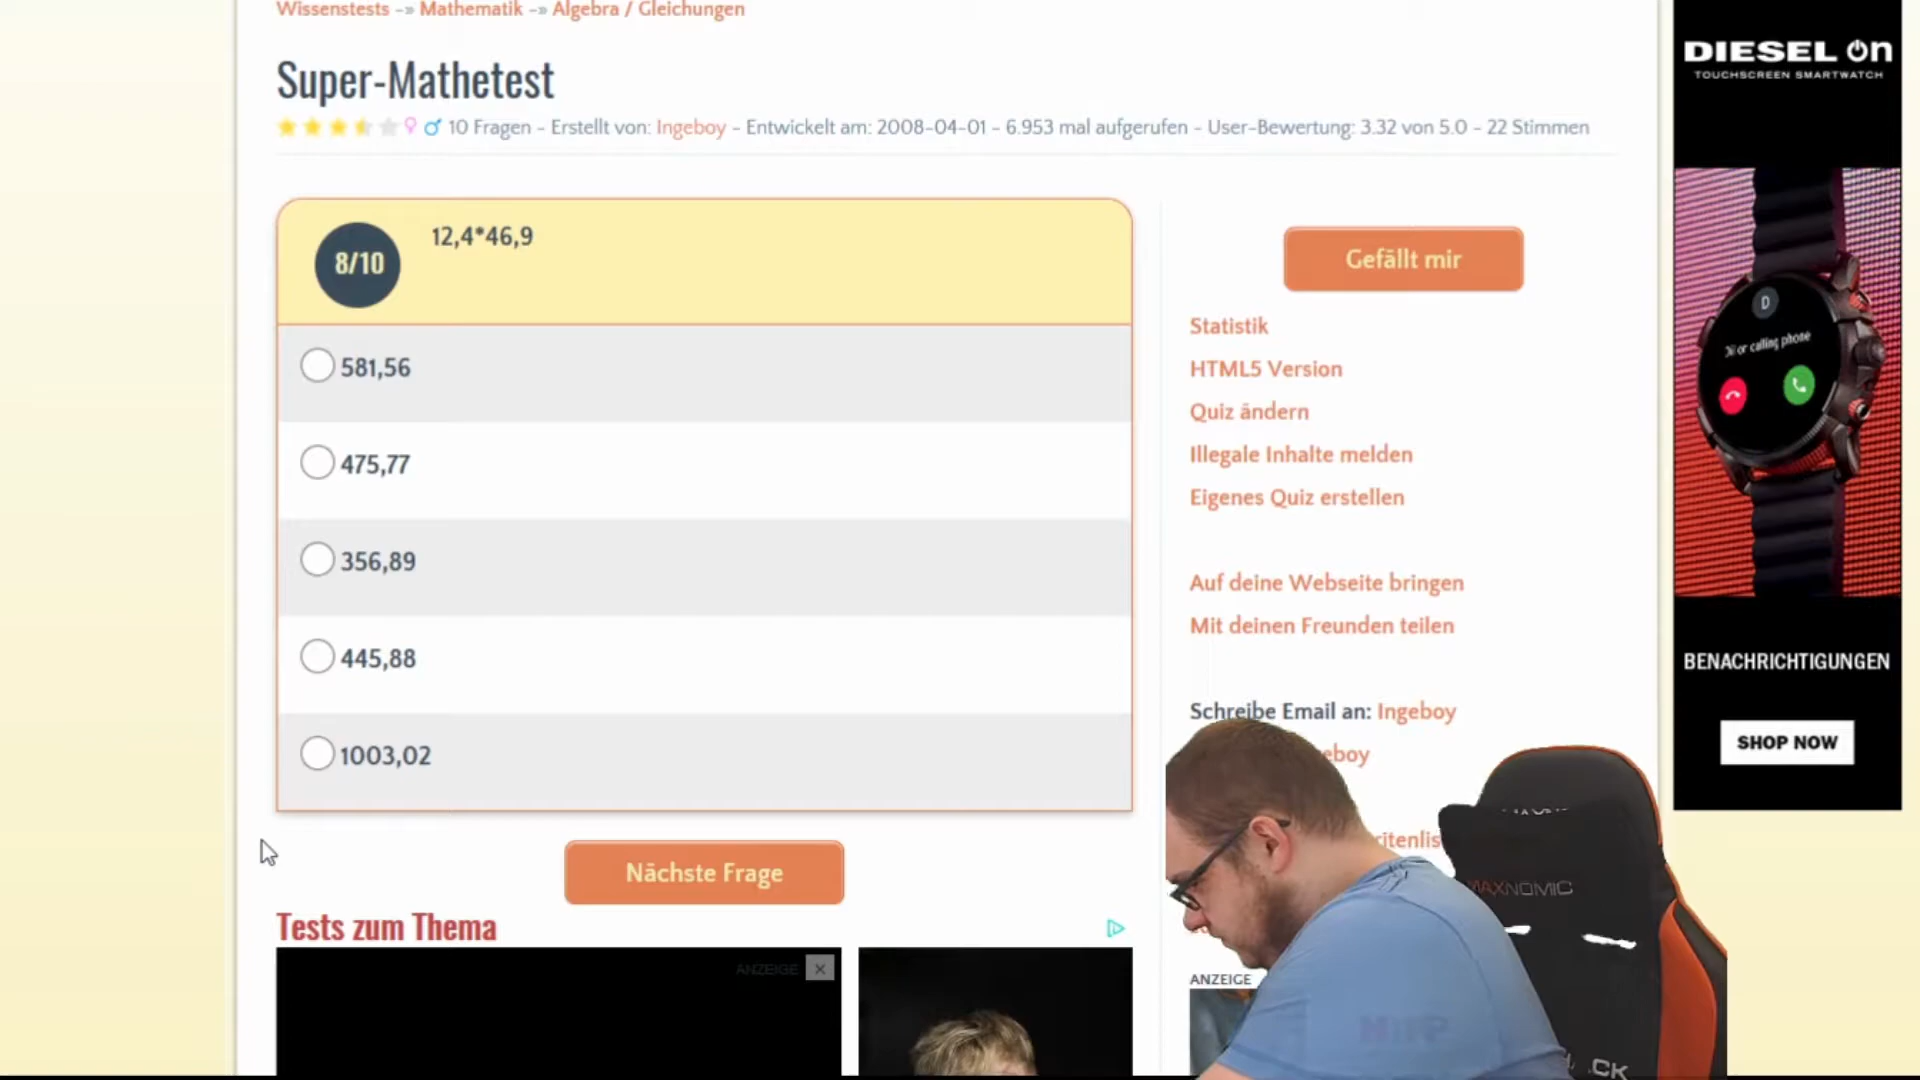 Wissenstests -» Mathematik -» Algebra / Gleichungen
Super-Mathetest
10 Fragen - Erstellt von: Ingeboy - Entwickelt am: 2008-04-01 - 6.953 mal aufgerufen - User-Bewertung: 3.32 von 5.0 - 22 Stimmen
8/10
12,4*46,9
581,56
475,77
356,89
445,88
1003,02
Nächste Frage
Tests zum Thema
ANZEIGE
Gefällt mir
Statistik
HTML5 Version
Quiz ändern
Illegale Inhalte melden
Eigenes Quiz erstellen
Auf deine Webseite bringen
Mit deinen Freunden teilen
Schreibe Email an: Ingeboy
ANZEIGE
MAXNOMIC
DIESEL On
TOUCHSCREEN SMARTWATCH
D
or calling phone
BENACHRICHTIGUNGEN
SHOP NOW